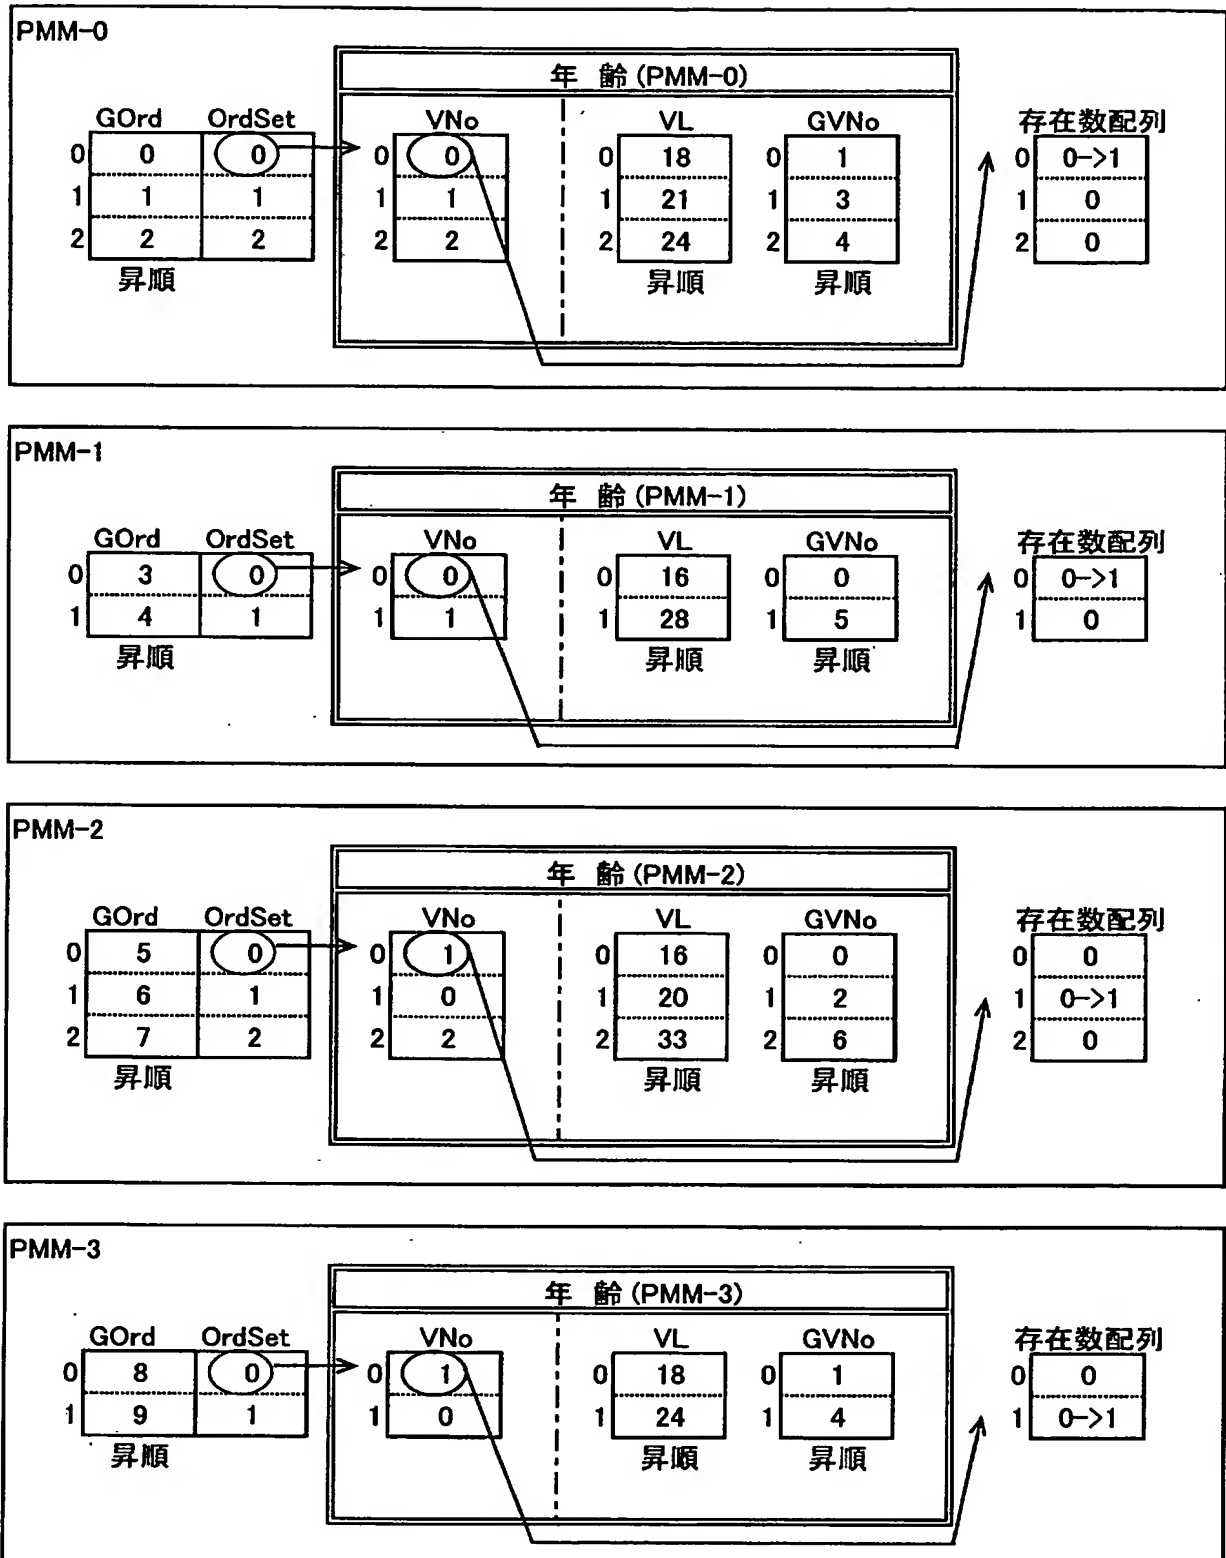 PMM-0
年 齢 (PMM-0)
GOrd OrdSet VNo VL GVNo 存在数配列
0 0 0 0 0 0 18 0 1 0 0->1
1 1 1 1 1 1 21 1 3 1 0
2 2 2 2 2 2 24 2 4 2 0
昇順 昇順 昇順
PMM-1
年 齢 (PMM-1)
GOrd OrdSet VNo VL GVNo 存在数配列
0 3 0 0 0 0 16 0 0 0 0->1
1 4 1 1 1 1 28 1 5 1 0
昇順 昇順 昇順
PMM-2
年 齢 (PMM-2)
GOrd OrdSet VNo VL GVNo 存在数配列
0 5 0 0 1 0 16 0 0 0 0
1 6 1 1 0 1 20 1 2 1 0->1
2 7 2 2 2 2 33 2 6 2 0
昇順 昇順 昇順
PMM-3
年 齢 (PMM-3)
GOrd OrdSet VNo VL GVNo 存在数配列
0 8 0 0 1 0 18 0 1 0 0
1 9 1 1 0 1 24 1 4 1 0->1
昇順 昇順 昇順